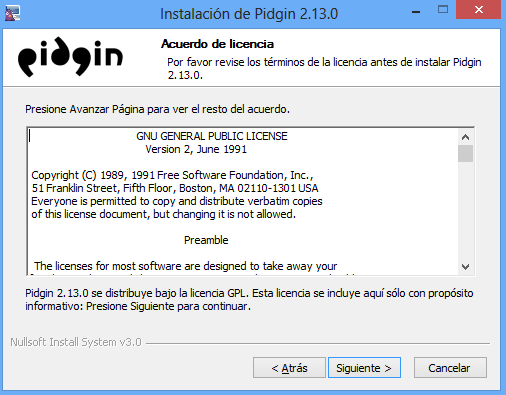 Instalación de Pidgin 2.13.0
pidgin
Acuerdo de licencia
Por favor revise los términos de la licencia antes de instalar Pidgin
2.13.0.
Presione Avanzar Página para ver el resto del acuerdo.
GNU GENERAL PUBLIC LICENSE
Version 2, June 1991
Copyright (C) 1989, 1991 Free Software Foundation, Inc.,
51 Franklin Street, Fifth Floor, Boston, MA 02110-1301 USA
Everyone is permitted to copy and distribute verbatim copies
of this license document, but changing it is not allowed.
Preamble
The licenses for most software are designed to take away your
Pidgin 2.13.0 se distribuye bajo la licencia GPL. Esta licencia se incluye aquí sólo con propósito
informativo: Presione Siguiente para continuar.
Nullsoft Install System v3.0
< Atrás
Siguiente >
Cancelar